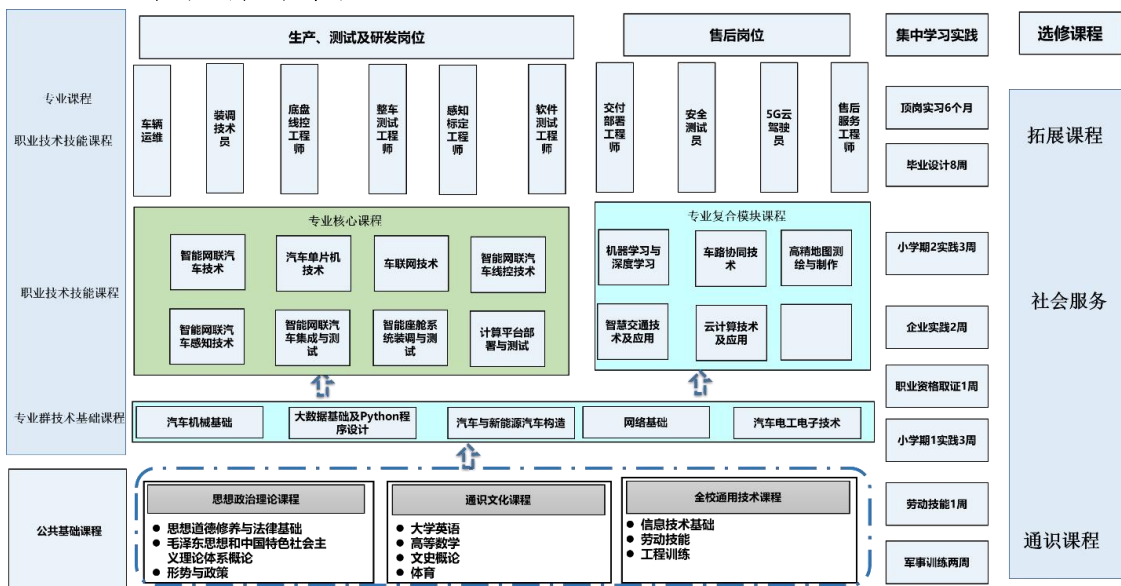 生产、测试及研发岗位
售后岗位
集中学习实践
选修课程
专业课程
职业技术技能课程
车辆
运维
装调
技术
员
底盘
线控
工程
师
整车
测试
工程
师
感知
标定
工程
师
软件
测试
工程
师
交付
部署
工程
师
安全
测试
员
5G云
驾驶
员
售后
服务
工程
师
顶岗实习6个月
毕业设计8周
拓展课程
职业技术技能课程
专业核心课程
智能网联汽
车技术
汽车单片机
技术
车联网技术
智能网联汽
车线控技术
智能网联汽
车感知技术
智能网联汽
车集成与测
试
智能座舱系
统装调与测
试
计算平台部
署与测试
专业复合模块课程
机器学习与
深度学习
车路协同技
术
高精地图测
绘与制作
智慧交通技
术及应用
云计算技术
及应用
小学期2实践3周
企业实践2周
社会服务
专业群技术基础课程
汽车机械基础
大数据基础及Python程
序设计
汽车与新能源汽车构造
网络基础
汽车电工电子技术
职业资格取证1周
小学期1实践3周
公共基础课程
思想政治理论课程
● 思想道德修养与法律基础
● 毛泽东思想和中国特色社会主
义理论体系概论
● 形势与政策
通识文化课程
● 大学英语
● 高等数学
● 文史概论
● 体育
全校通用技术课程
● 信息技术基础
● 劳动技能
● 工程训练
劳动技能1周
军事训练两周
通识课程